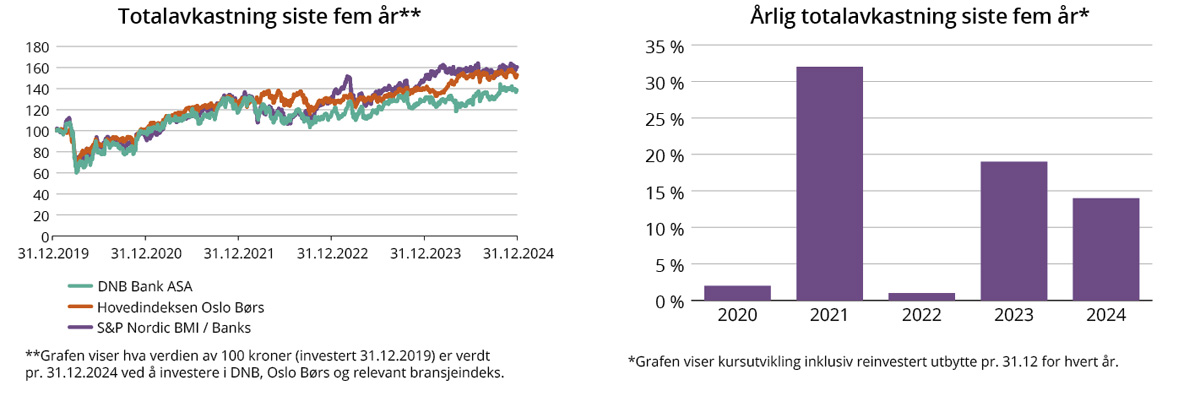 Totalavkastning siste fem år**
180
160
140
120
100
80
60
40
20
0
31.12.2019 31.12.2020 31.12.2021 31.12.2022 31.12.2023 31.12.2024
DNB Bank ASA
Hovedindeksen Oslo Børs
S&P Nordic BMI / Banks
**Grafen viser hva verdien av 100 kroner (investert 31.12.2019) er verdt
pr. 31.12.2024 ved å investere i DNB, Oslo Børs og relevant bransjeindeks.
Årlig totalavkastning siste fem år*
35 %
30 %
25 %
20 %
15 %
10 %
5 %
0 %
2020 2021 2022 2023 2024
*Grafen viser kursutvikling inklusiv reinvestert utbytte pr. 31.12 for hvert år.